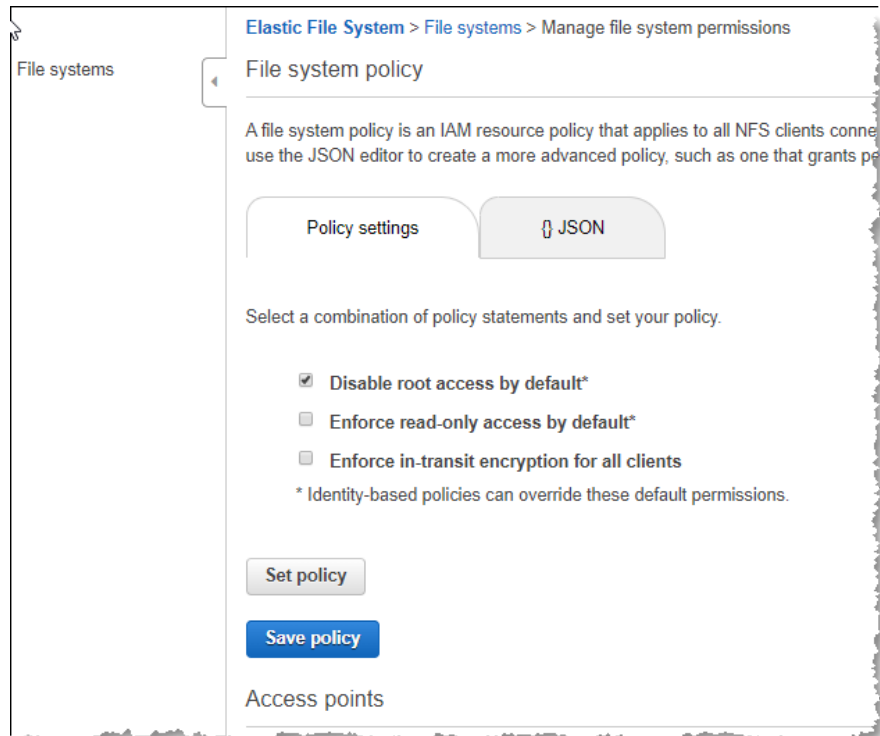 Elastic File System > File systems > Manage file system permissions
File systems
File system policy
A file system policy is an IAM resource policy that applies to all NFS clients
use the JSON editor to create a more advanced policy, such as one that grants
Policy settings
{} JSON
Select a combination of policy statements and set your policy.
Disable root access by default*
Enforce read-only access by default*
Enforce in-transit encryption for all clients
* Identity-based policies can override these default permissions.
Set policy
Save policy
Access points